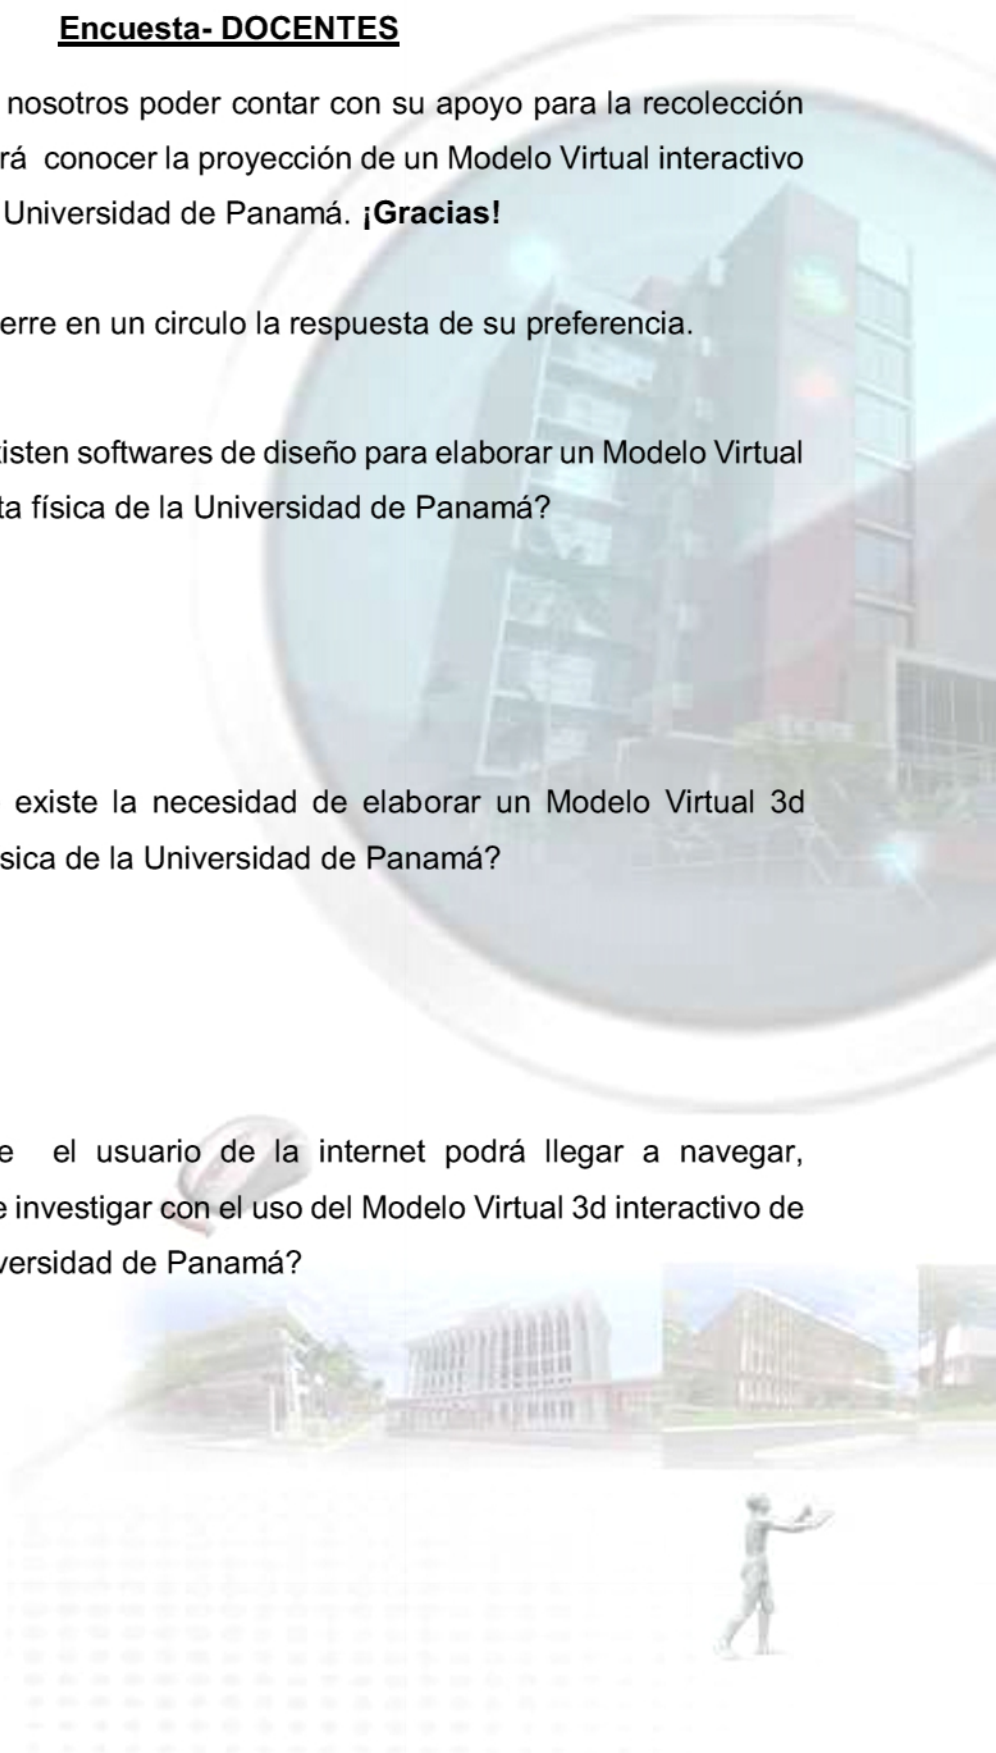 Encuesta- DOCENTES
nosotros poder contar con su apoyo para la recolección
rá conocer la proyección de un Modelo Virtual interactivo
Universidad de Panamá. ¡Gracias!
erre en un circulo la respuesta de su preferencia.
isten softwares de diseño para elaborar un Modelo Virtual
ta física de la Universidad de Panamá?
existe la necesidad de elaborar un Modelo Virtual 3d
sica de la Universidad de Panamá?
e el usuario de la internet podrá llegar a navegar,
e investigar con el uso del Modelo Virtual 3d interactivo de
versidad de Panamá?